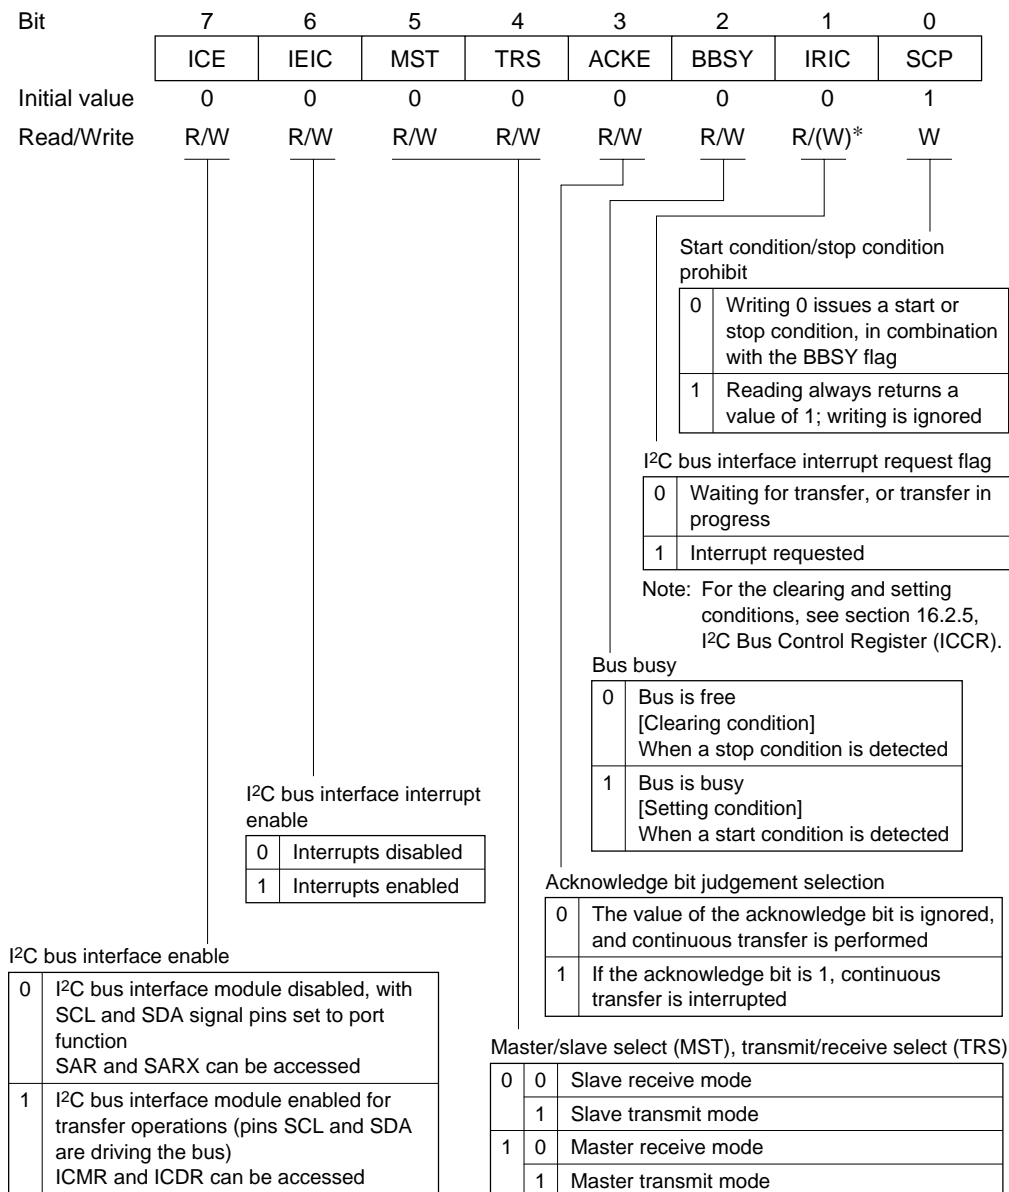 Bit 7 6 5 4 3 2 1 0
ICE IEIC MST TRS ACKE BBSY IRIC SCP
Initial value 0 0 0 0 0 0 0 1
Read/Write R/W R/W R/W R/W R/W R/W R/(W)* W
Start condition/stop condition
prohibit
0 Writing 0 issues a start or
stop condition, in combination
with the BBSY flag
1 Reading always returns a
value of 1; writing is ignored
I2C bus interface interrupt request flag
0 Waiting for transfer, or transfer in
progress
1 Interrupt requested
Note: For the clearing and setting
conditions, see section 16.2.5,
I2C Bus Control Register (ICCR).
Bus busy
0 Bus is free
[Clearing condition]
When a stop condition is detected
1 Bus is busy
[Setting condition]
When a start condition is detected
I2C bus interface interrupt
enable
0 Interrupts disabled
1 Interrupts enabled
Acknowledge bit judgement selection
0 The value of the acknowledge bit is ignored,
and continuous transfer is performed
1 If the acknowledge bit is 1, continuous
transfer is interrupted
I2C bus interface enable
0 I2C bus interface module disabled, with
SCL and SDA signal pins set to port
function
SAR and SARX can be accessed
1 I2C bus interface module enabled for
transfer operations (pins SCL and SDA
are driving the bus)
ICMR and ICDR can be accessed
Master/slave select (MST), transmit/receive select (TRS)
0 0 Slave receive mode
1 Slave transmit mode
1 0 Master receive mode
1 Master transmit mode